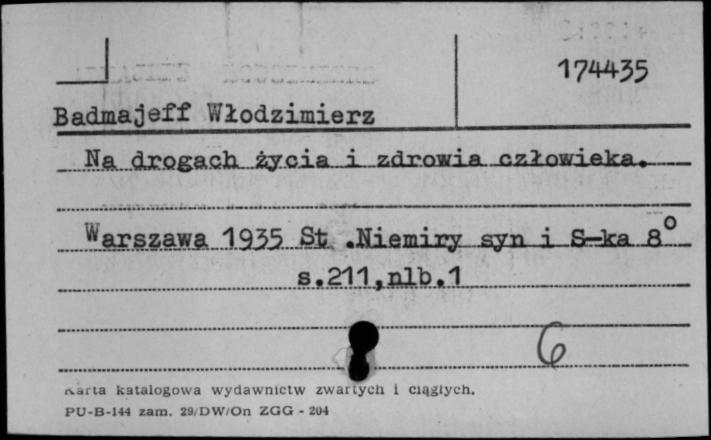 174435
Badmajeff Włodzimierz
Na drogach życia i zdrowia człowieka.
Warszawa 1935 St .Niemiry syn i S-ka 8°
s.211,nlb.1
6
Karta katalogowa wydawnictw zwartych i ciągłych.
PU-B-144 zam. 29/DW/On ZGG - 204